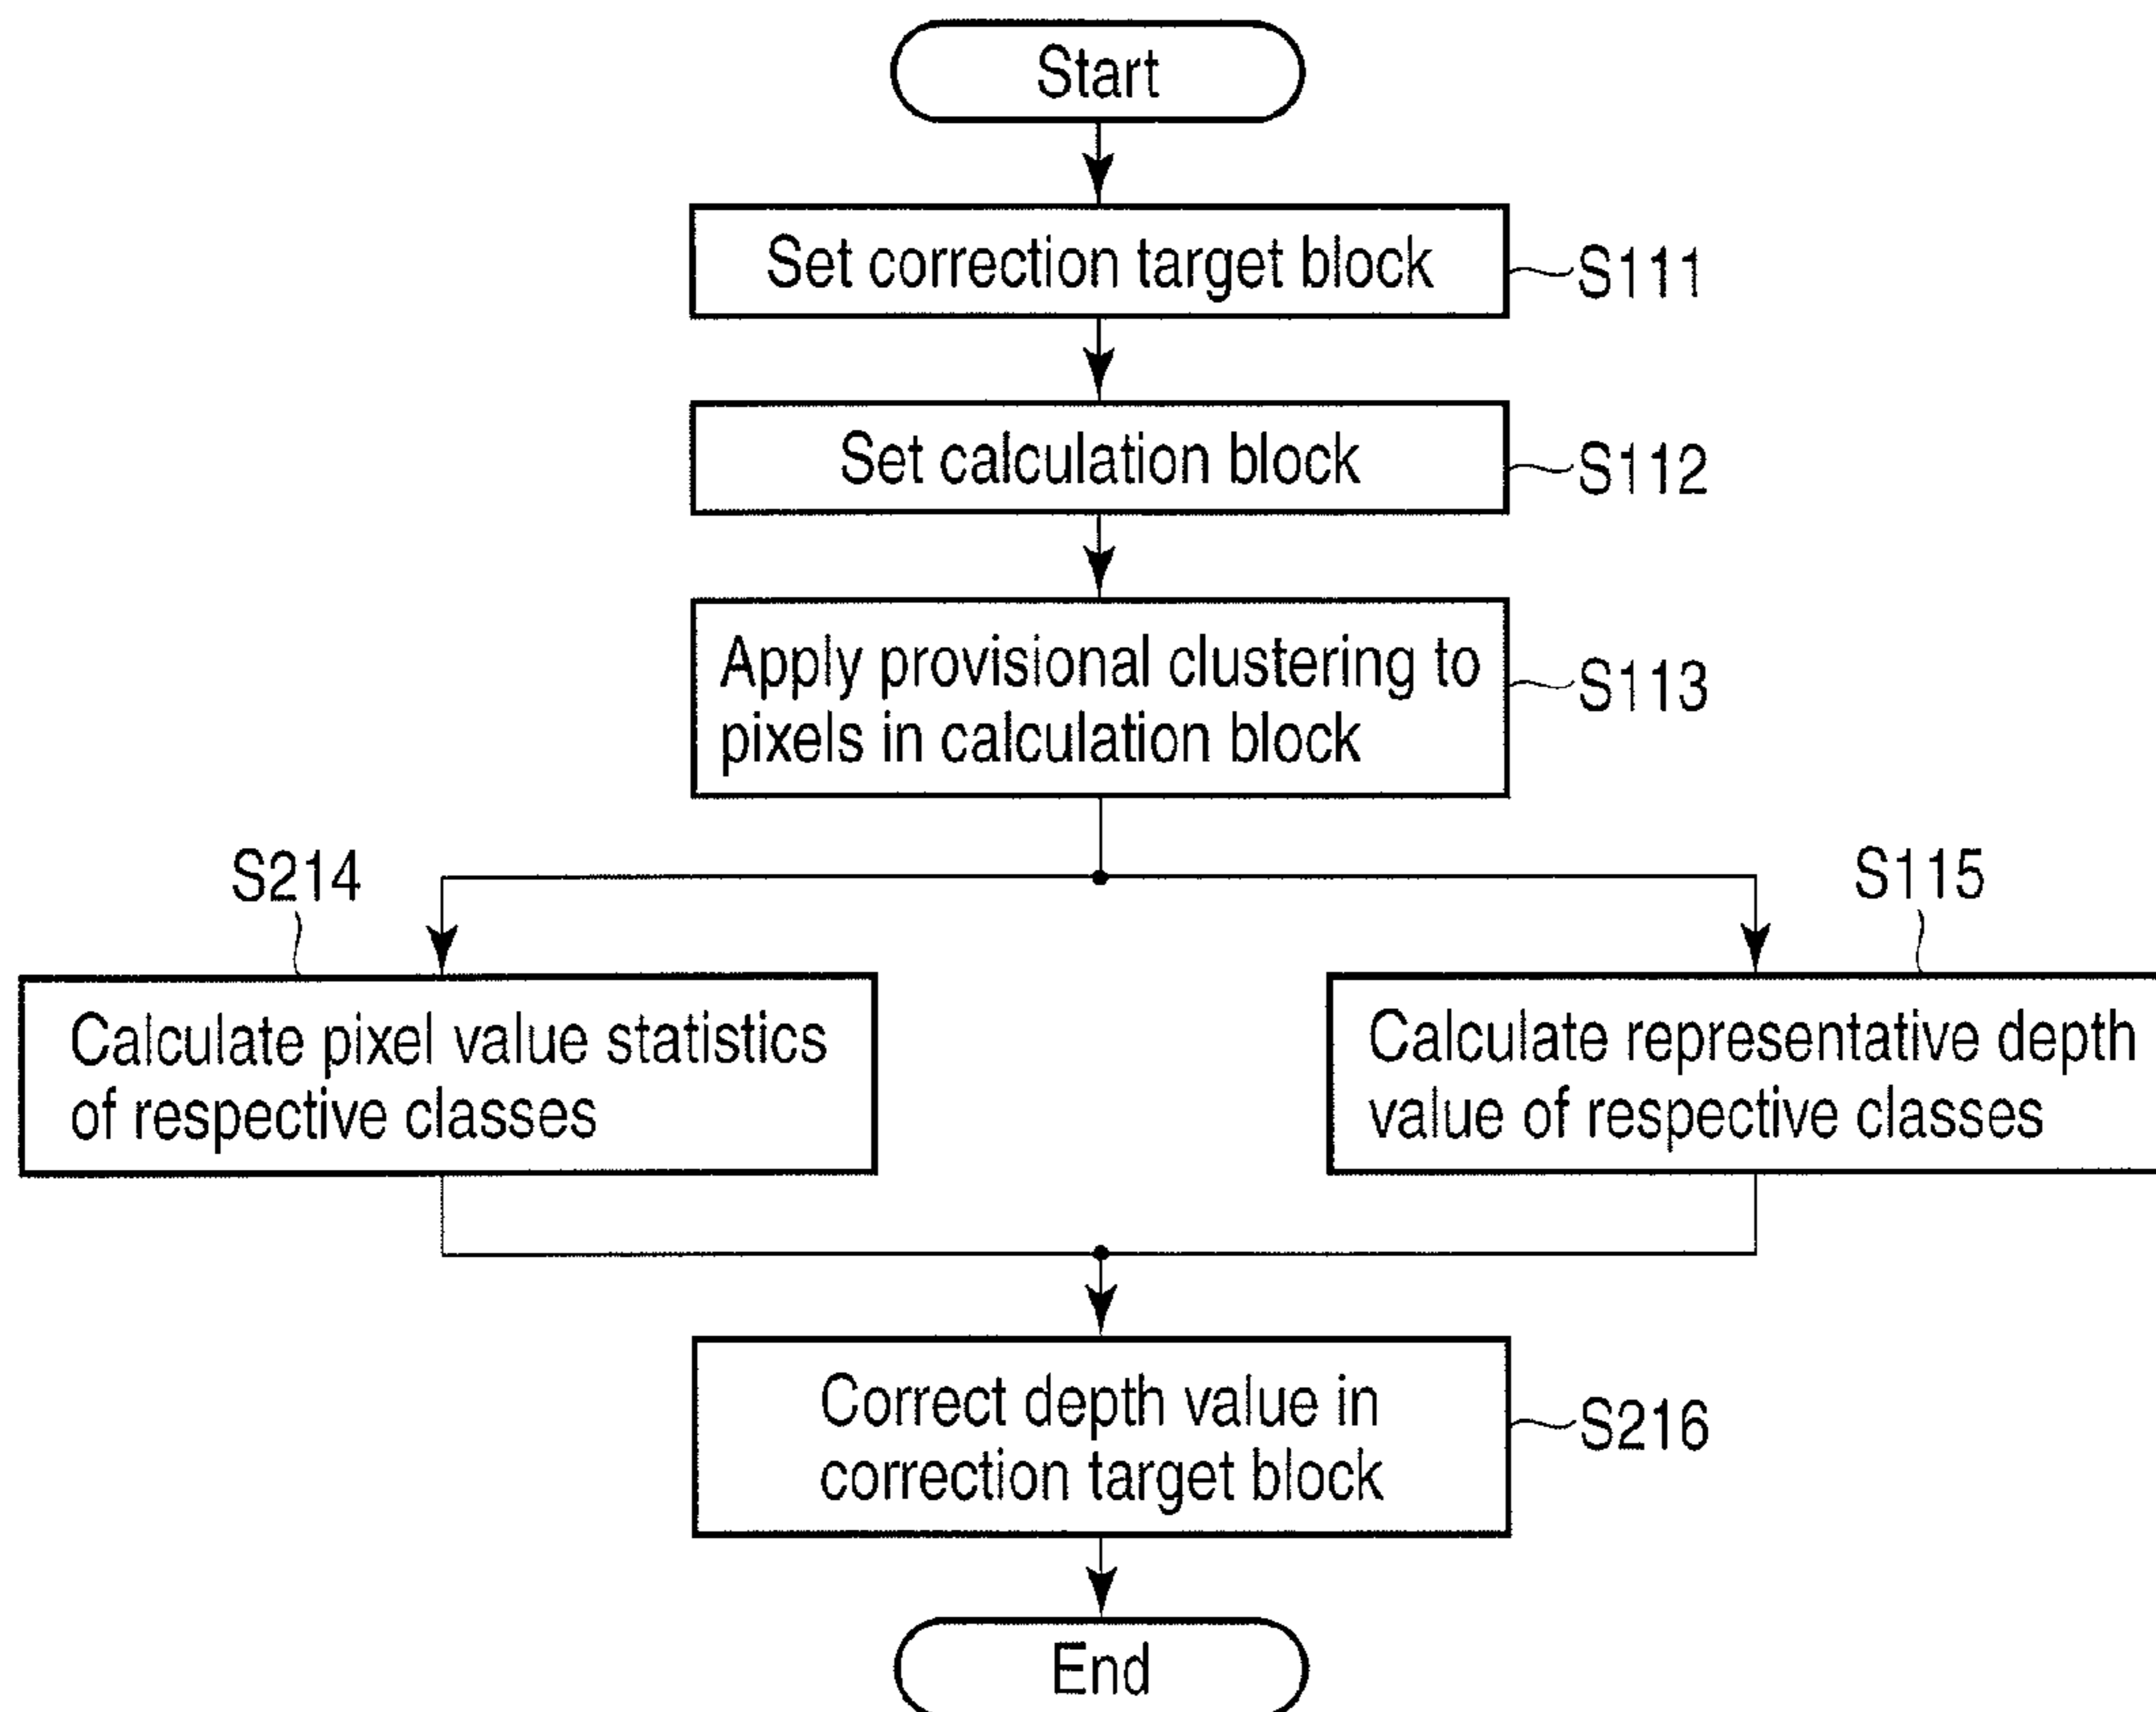 Start
Set correction target block
S111
Set calculation block
S112
Apply provisional clustering to
pixels in calculation block
S113
S214
S115
Calculate pixel value statistics
of respective classes
Calculate representative depth
value of respective classes
Correct depth value in
correction target block
S216
End